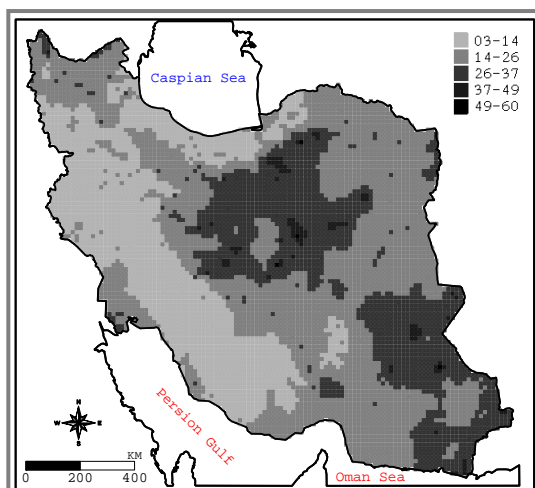 Caspian Sea
03-14
14-26
26-37
37-49
49-60
Persion Gulf
Oman Sea
N
W E
S
KM
0 200 400